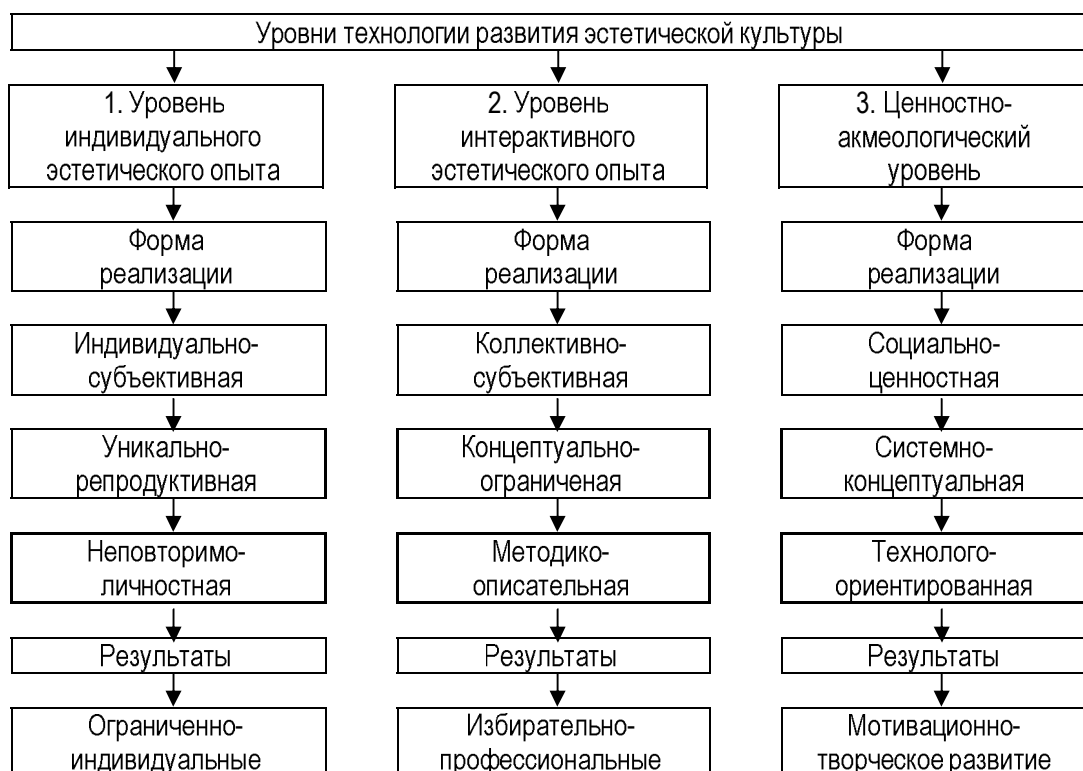 Уровни технологии развития эстетической культуры
1. Уровень
индивидуального
эстетического опыта
2. Уровень
интерактивного
эстетического опыта
3. Ценностно-
акмеологический
уровень
Форма
реализации
Форма
реализации
Форма
реализации
Индивидуально-
субъективная
Коллективно-
субъективная
Социально-
ценностная
Уникально-
репродуктивная
Концептуально-
ограниченая
Системно-
концептуальная
Неповторимо-
личностная
Методико-
описательная
Техноло́го-
ориентированная
Результаты
Результаты
Результаты
Ограниченно-
индивидуальные
Избирательно-
профессиональные
Мотивационно-
творческое развитие